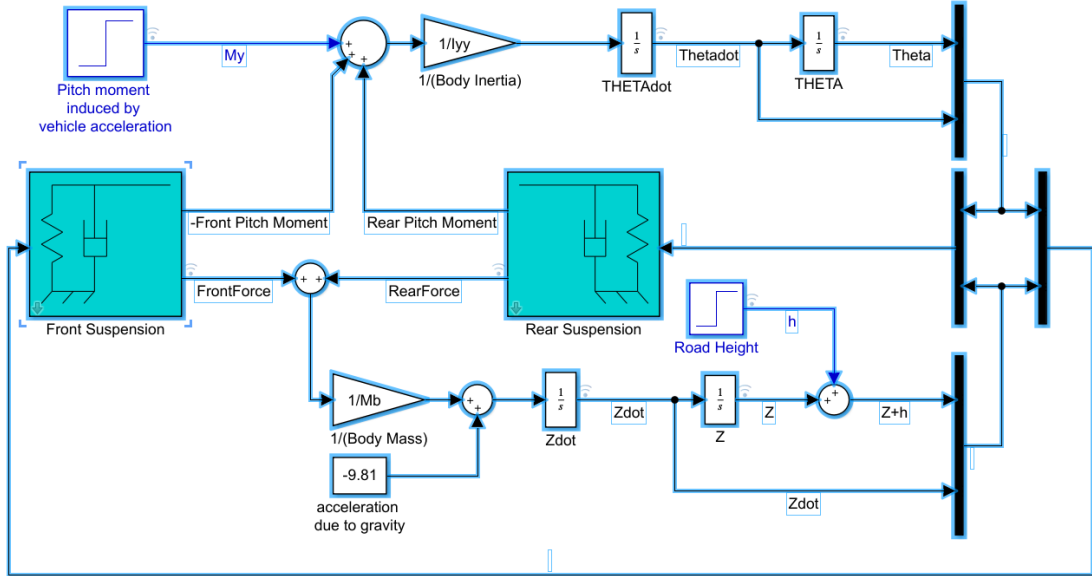 My
Pitch moment
induced by
vehicle acceleration
+
+
+
1/Iyy
1/(Body Inertia)
1
s
THETAdot
Thetadot
1
s
THETA
Theta
-Front Pitch Moment
Rear Pitch Moment
FrontForce
+ +
RearForce
Front Suspension
Rear Suspension
h
Road Height
1/Mb
1/(Body Mass)
+
+
1
s
Zdot
Zdot
1
s
Z
Z
+
+
Z+h
-9.81
acceleration
due to gravity
Zdot